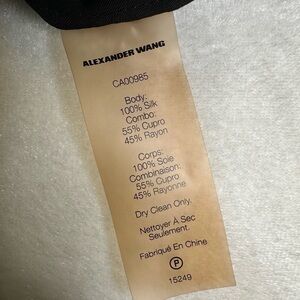 ALEXANDER WANG
CA00985
Body:
100% Silk
Combo:
55% Cupro
45% Rayon
Corps:
100% Soie
Combinaison:
55% Cupro
45% Rayonne
Dry Clean Only.
Nettoyer À Sec
Seulement.
Fabriqué En Chine
P
15249